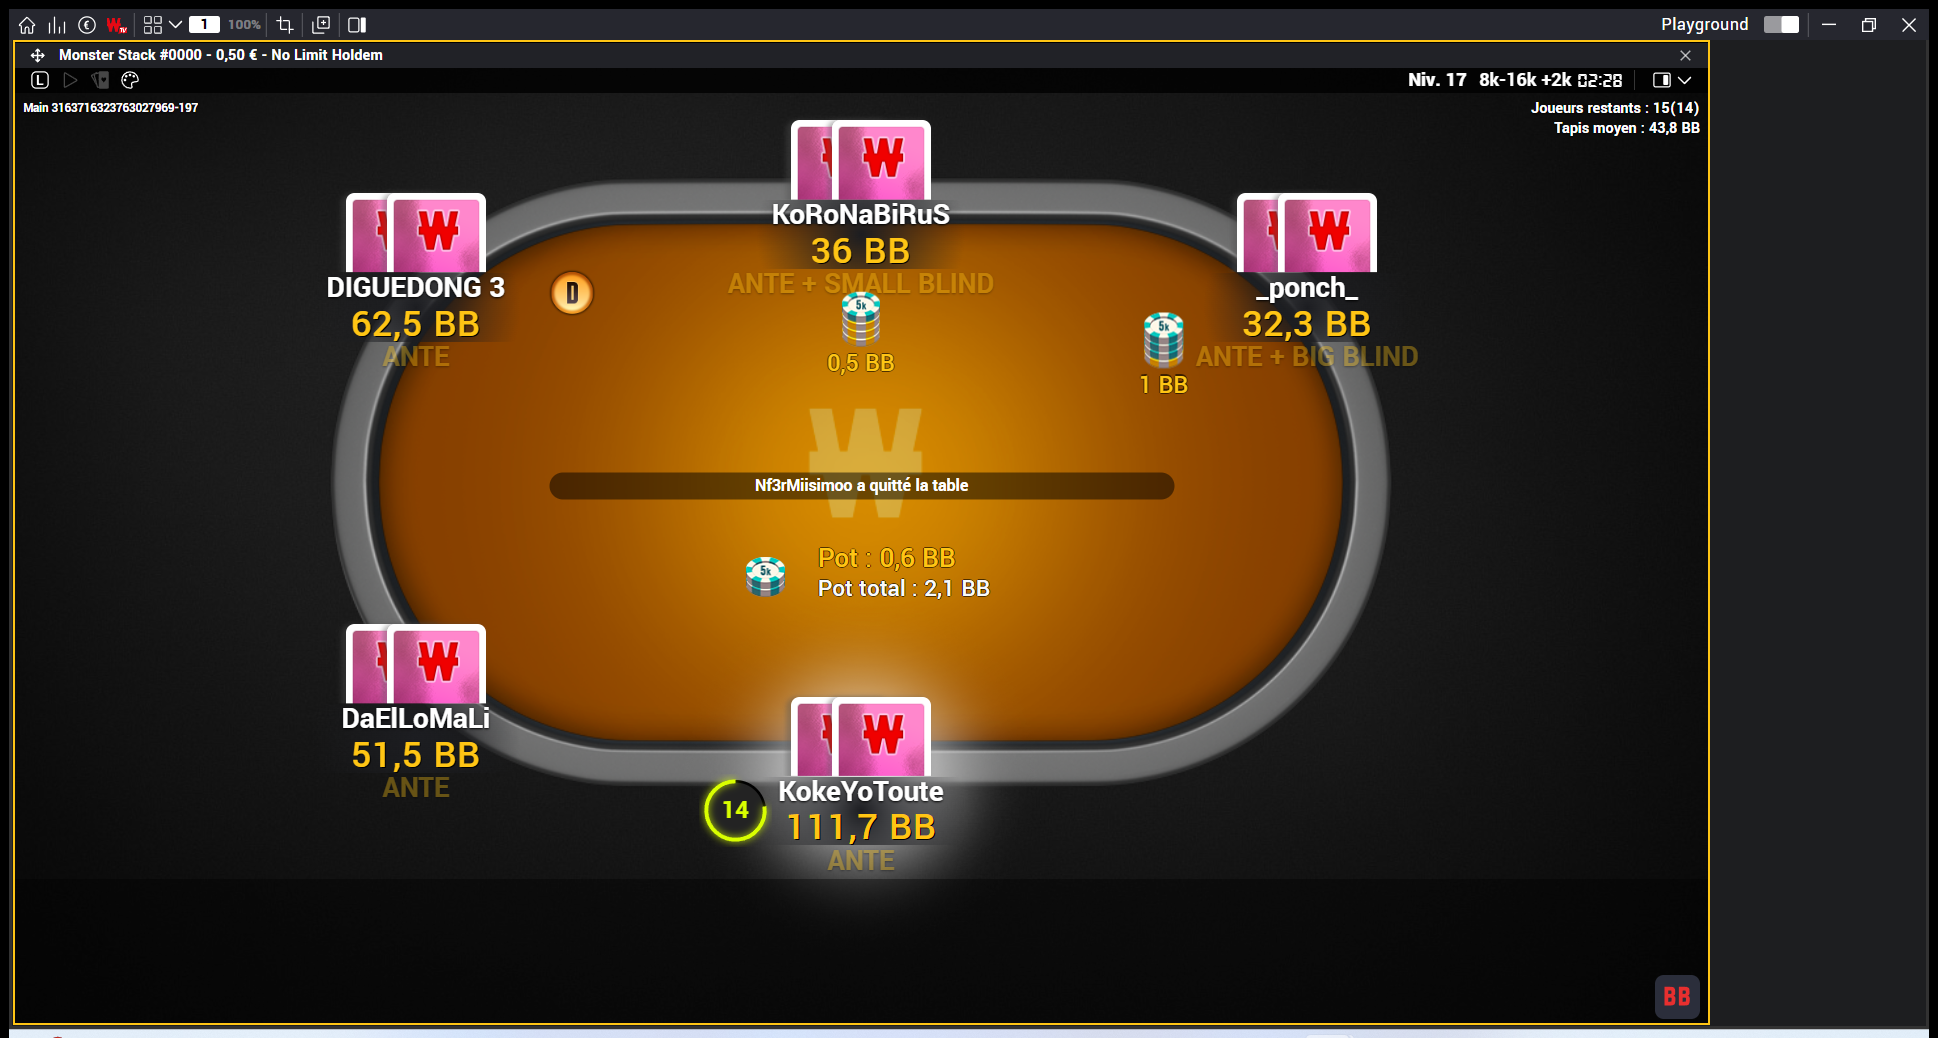 1 100% Playground
Monster Stack #0000 - 0,50 € - No Limit Holdem
L Niv. 17 8k-16k +2k 02:28
Main 3163716323763027969-197
Joueurs restants : 15(14)
Tapis moyen : 43,8 BB
KoRoNaBiRuS
36 BB
ANTE + SMALL BLIND
5k
0,5 BB
DIGUEDONG 3
62,5 BB
ANTE
D
_ponch_
32,3 BB
ANTE + BIG BLIND
5k
1 BB
Nf3rMiisimoo a quitté la table
5k
Pot : 0,6 BB
Pot total : 2,1 BB
DaElLoMaLi
51,5 BB
ANTE
14
KokeYoToute
111,7 BB
ANTE
BB